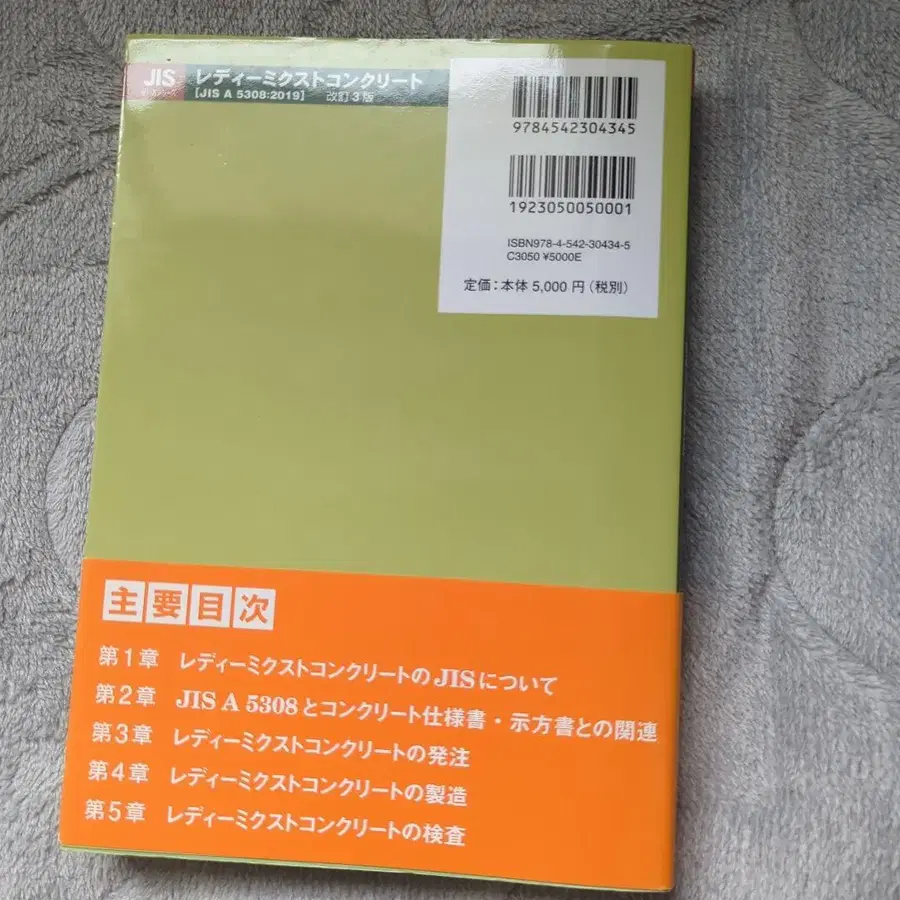 JIS
レディーミクストコンクリート
[JIS A 5308:2019] 改訂3版
9784542304345
1923050050001
ISBN978-4-542-30434-5
C3050 ¥5000E
定価：本体 5,000 円（税別）
主要目次
第1章 レディーミクストコンクリートのJISについて
第2章 JIS A 5308とコンクリート仕様書・示方書との関連
第3章 レディーミクストコンクリートの発注
第4章 レディーミクストコンクリートの製造
第5章 レディーミクストコンクリートの検査